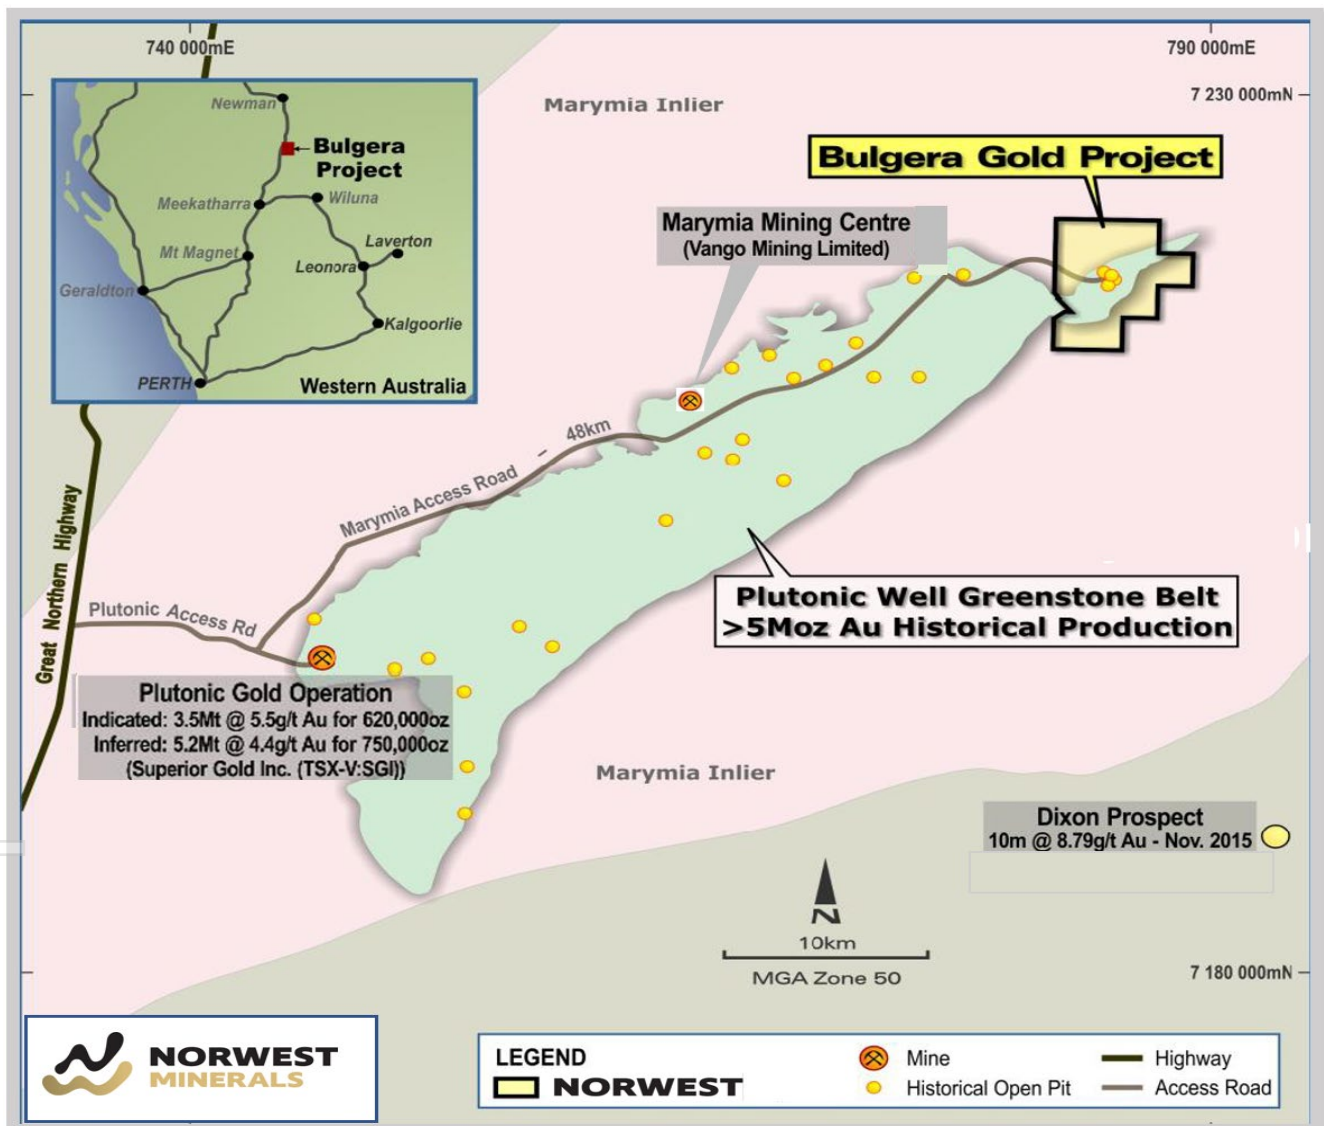 740 000mE
790 000mE
7 230 000mN
Marymia Inlier
Newman
Bulgera
Project
Meekatharra
Wiluna
Mt Magnet
Laverton
Leonora
Geraldton
Kalgoorlie
PERTH
Western Australia
Bulgera Gold Project
Marymia Mining Centre
(Vango Mining Limited)
Marymia Access Road – 48km
Great Northern Highway
Plutonic Access Rd
Plutonic Well Greenstone Belt
>5Moz Au Historical Production
Plutonic Gold Operation
Indicated: 3.5Mt @ 5.5g/t Au for 620,000oz
Inferred: 5.2Mt @ 4.4g/t Au for 750,000oz
(Superior Gold Inc. (TSX-V:SGI))
Marymia Inlier
Dixon Prospect
10m @ 8.79g/t Au - Nov. 2015
N
10km
MGA Zone 50
7 180 000mN
NORWEST
MINERALS
LEGEND
NORWEST
Mine
Historical Open Pit
Highway
Access Road